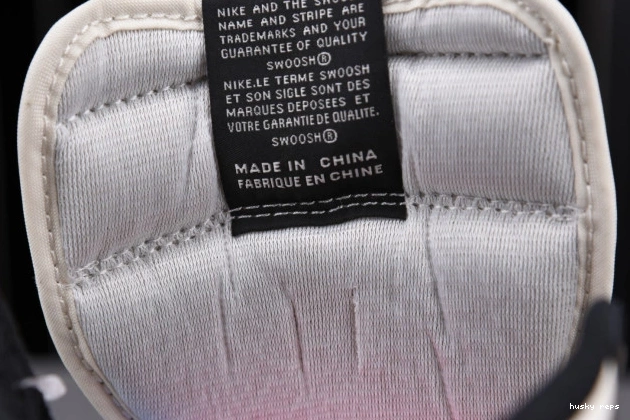 NIKE AND THE SWOOSH
NAME AND STRIPE ARE
TRADEMARKS AND YOUR
GUARANTEE OF QUALITY
SWOOSH®
NIKE.LE TERME SWOOSH
ET SON SIGLE SONT DES
MARQUES DEPOSEES ET
VOTRE GARANTIE DE QUALITE.
SWOOSH®
MADE IN CHINA
FABRIQUE EN CHINE
husky reps